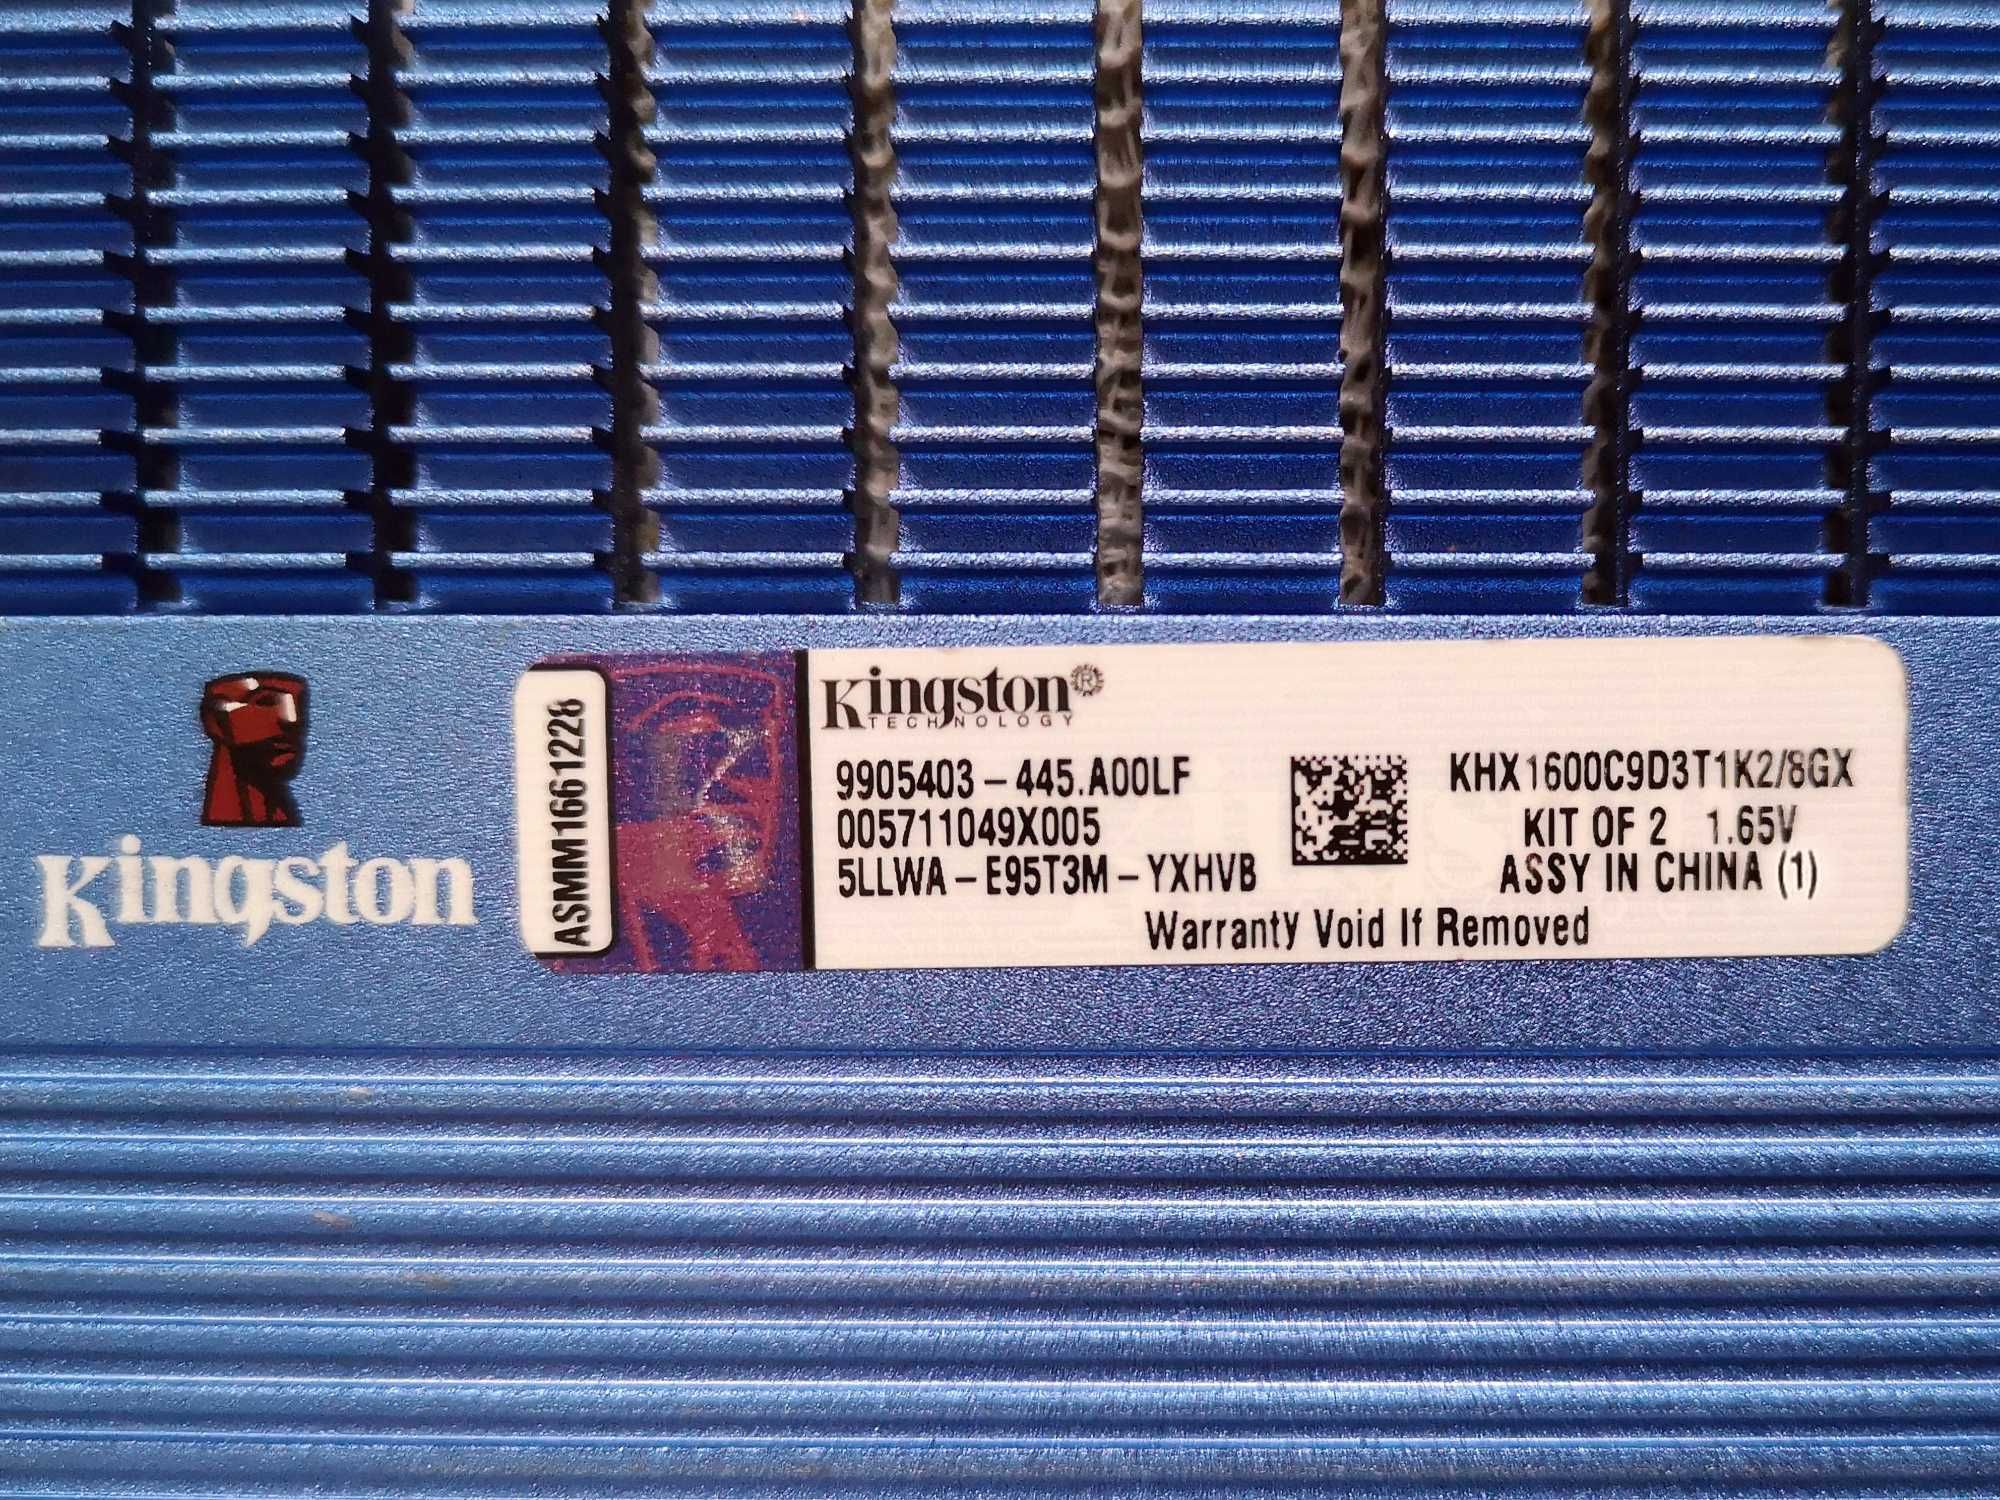 Kingston
ASMM16661228
Kingston®
TECHNOLOGY
9905403-445.A00LF
005711049X005
5LLWA-E95T3M-YXHVB
KHX1600C9D3T1K2/8GX
KIT OF 2 1.65V
ASSY IN CHINA (1)
Warranty Void If Removed